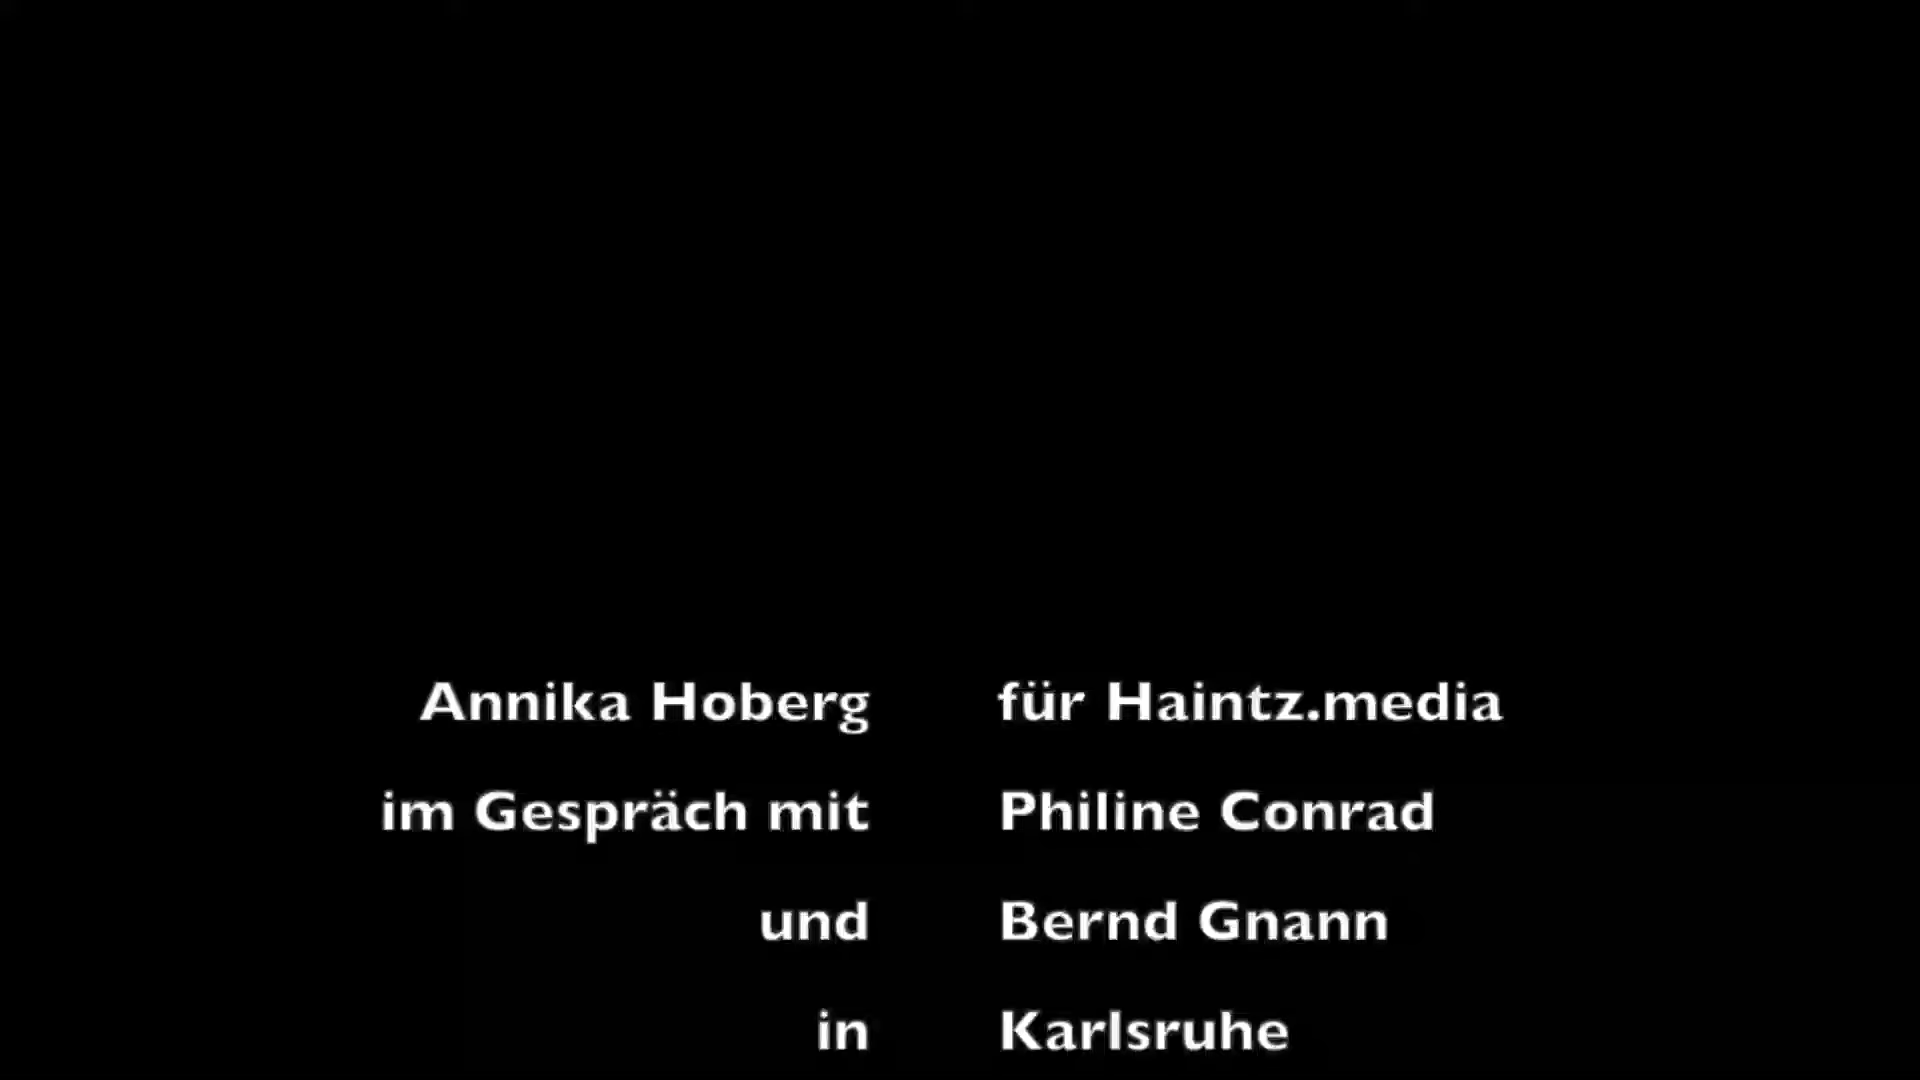 Annika Hoberg für Haintz.media
im Gespräch mit Philine Conrad
und Bernd Gnann
in Karlsruhe